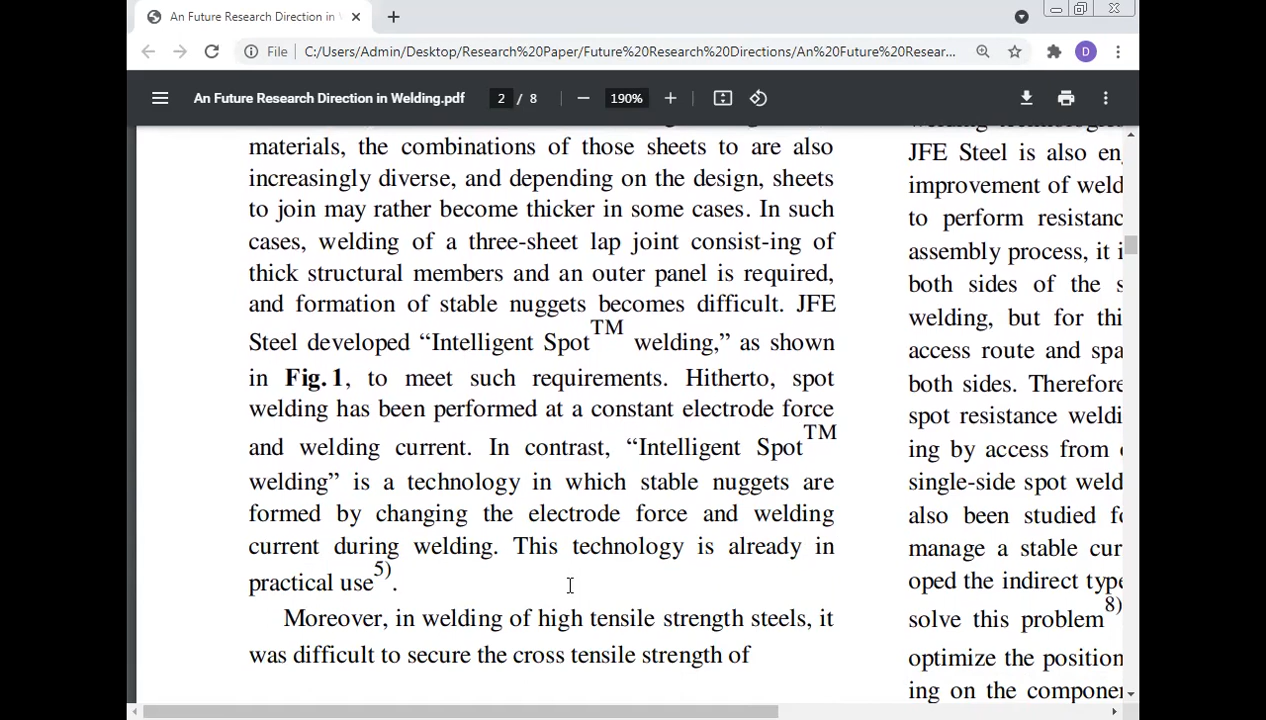 An Future Research Direction in
File C:/Users/Admin/Desktop/Research%20Paper/Future%20Research%20Directions/An%20Future%20Resear...
D
An Future Research Direction in Welding.pdf 2 / 8 190%
materials, the combinations of those sheets to are also
increasingly diverse, and depending on the design, sheets
to join may rather become thicker in some cases. In such
cases, welding of a three-sheet lap joint consist-ing of
thick structural members and an outer panel is required,
and formation of stable nuggets becomes difficult. JFE
Steel developed “Intelligent Spot™ welding,” as shown
in Fig. 1, to meet such requirements. Hitherto, spot
welding has been performed at a constant electrode force
and welding current. In contrast, “Intelligent Spot™
welding” is a technology in which stable nuggets are
formed by changing the electrode force and welding
current during welding. This technology is already in
practical use5).
Moreover, in welding of high tensile strength steels, it
was difficult to secure the cross tensile strength of
JFE Steel is also en
improvement of weld
to perform resistanc
assembly process, it i
both sides of the s
welding, but for thi
access route and spa
both sides. Therefore
spot resistance weldi
ing by access from
single-side spot weld
also been studied fo
manage a stable cur
oped the indirect type
solve this problem8)
optimize the position
ing on the componen